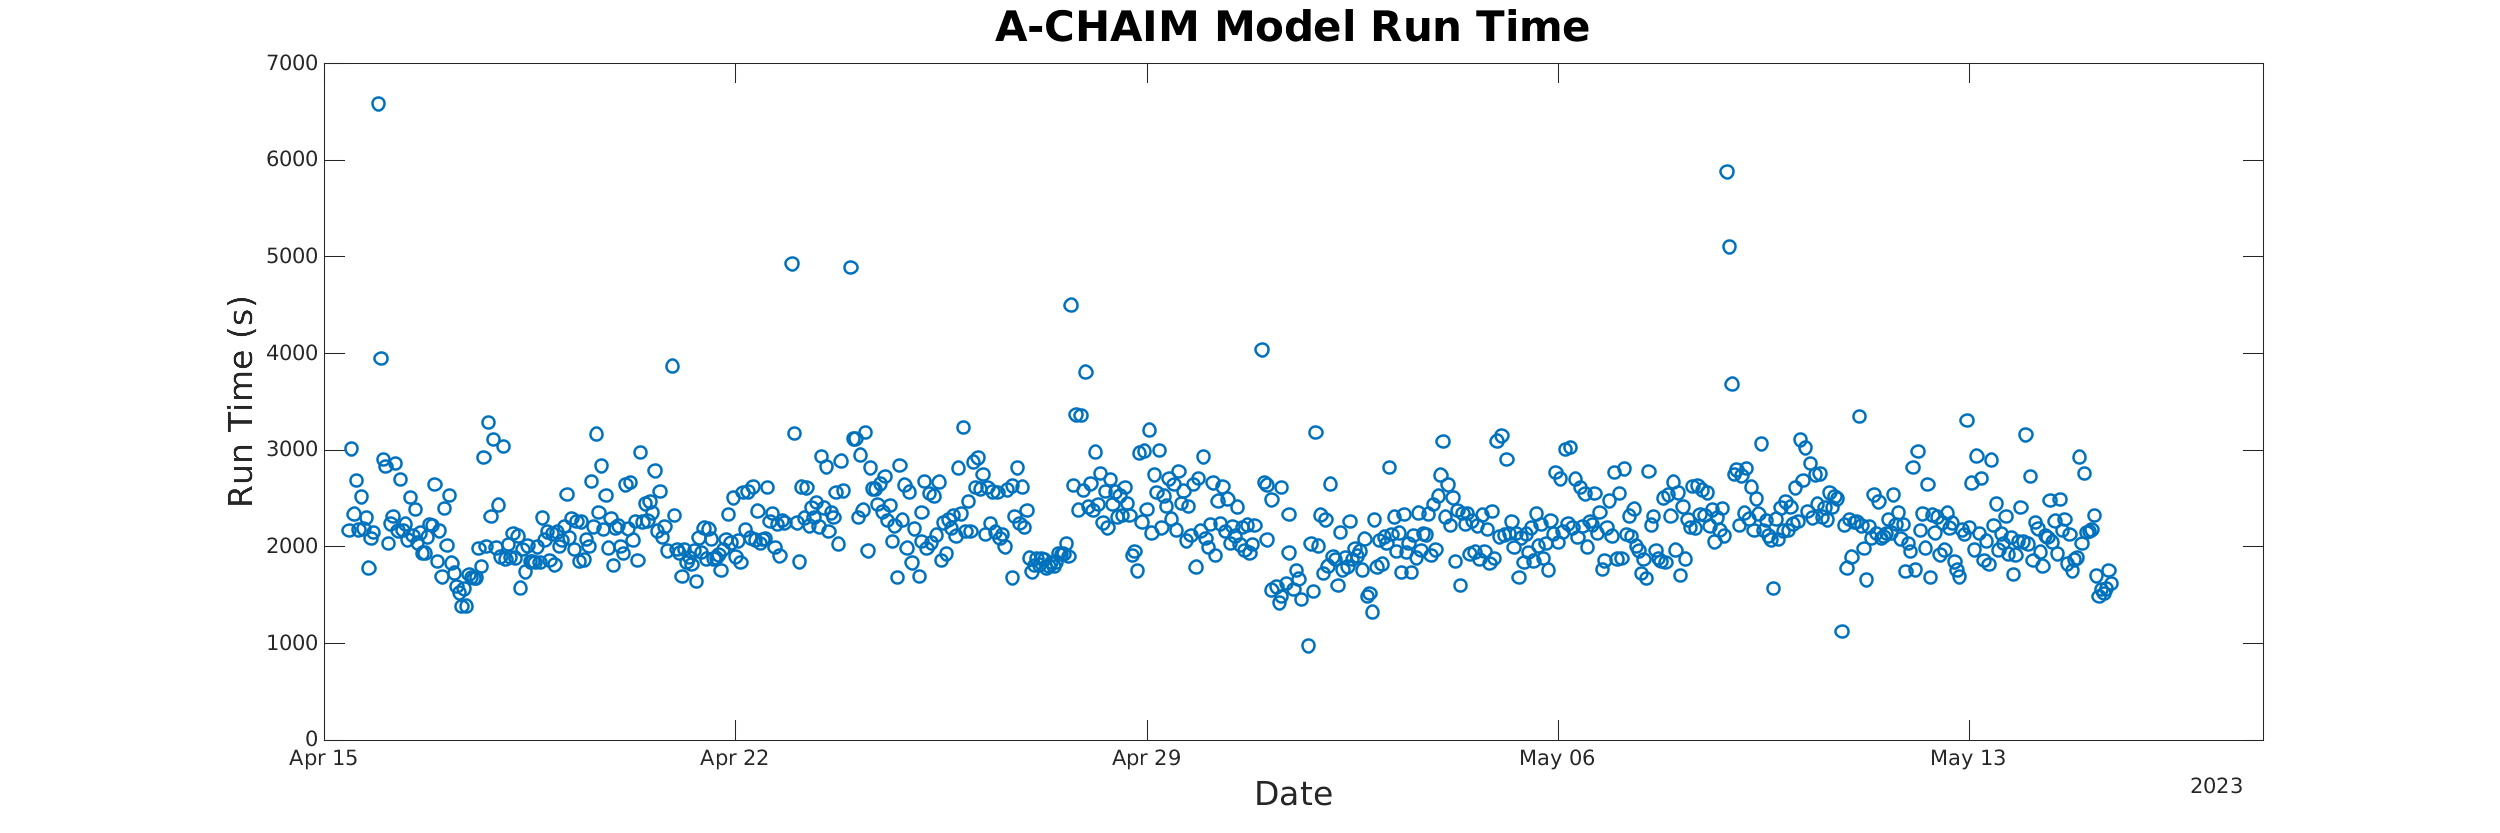 A-CHAIM Model Run Time
7000
6000
5000
4000
3000
2000
1000
0
Run Time (s)
Apr 15 Apr 22 Apr 29 May 06 May 13
2023
Date